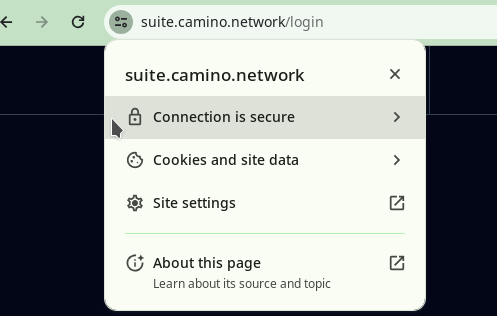 suite.camino.network/login
suite.camino.network
Connection is secure
Cookies and site data
Site settings
About this page
Learn about its source and topic